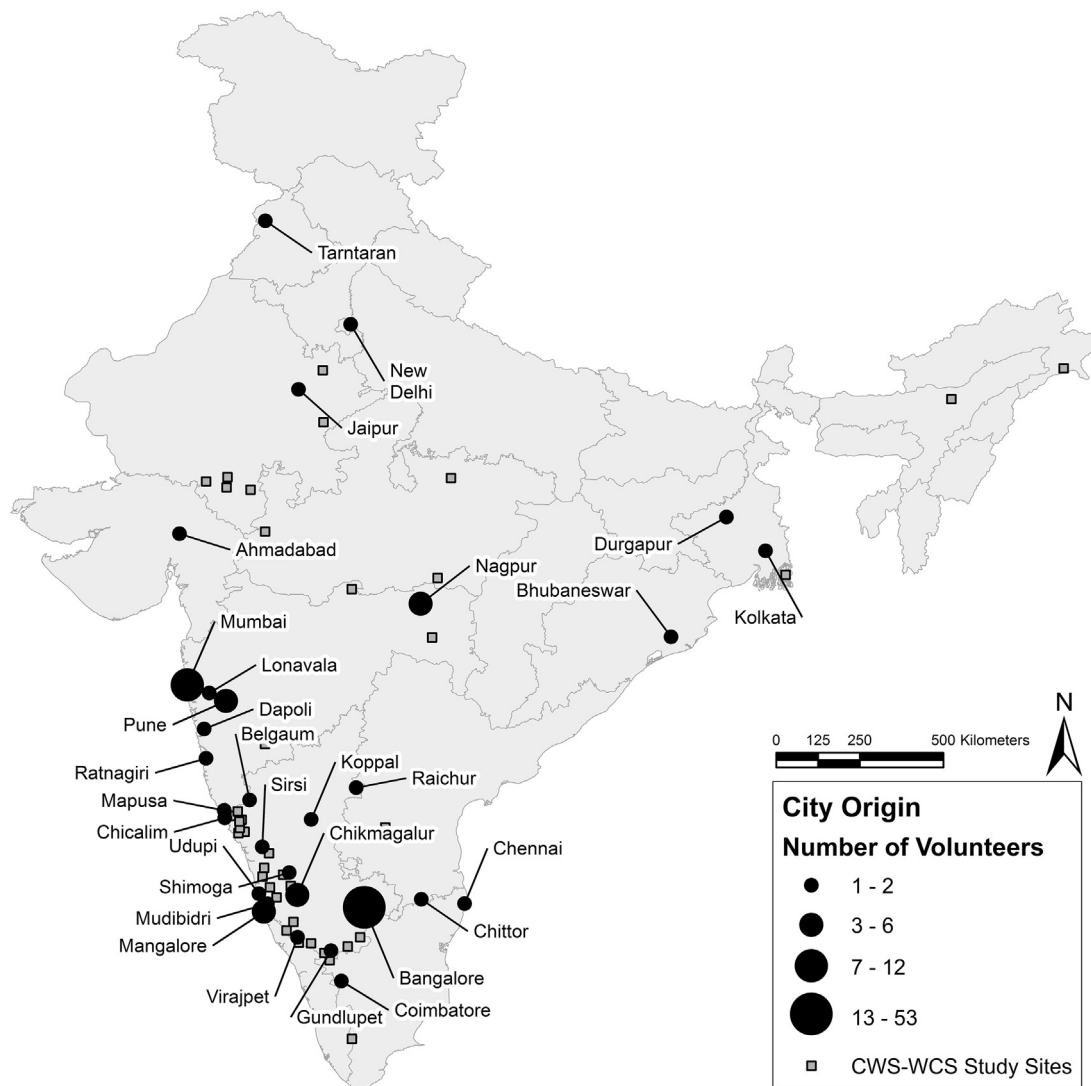 Tarntaran
New
Delhi
Jaipur
Ahmadabad
Durgapur
Nagpur
Bhubaneswar
Kolkata
Mumbai
Lonavala
Pune
Dapoli
Belgaum
Ratnagiri
Koppal
Raichur
Sirsi
Mapusa
Chicalim
Chikmagalur
Udupi
Chennai
Shimoga
Mudibidri
Chittor
Mangalore
Bangalore
Virajpet
Coimbatore
Gundlupet
N
0 125 250 500 Kilometers
City Origin
Number of Volunteers
1 - 2
3 - 6
7 - 12
13 - 53
CWS-WCS Study Sites